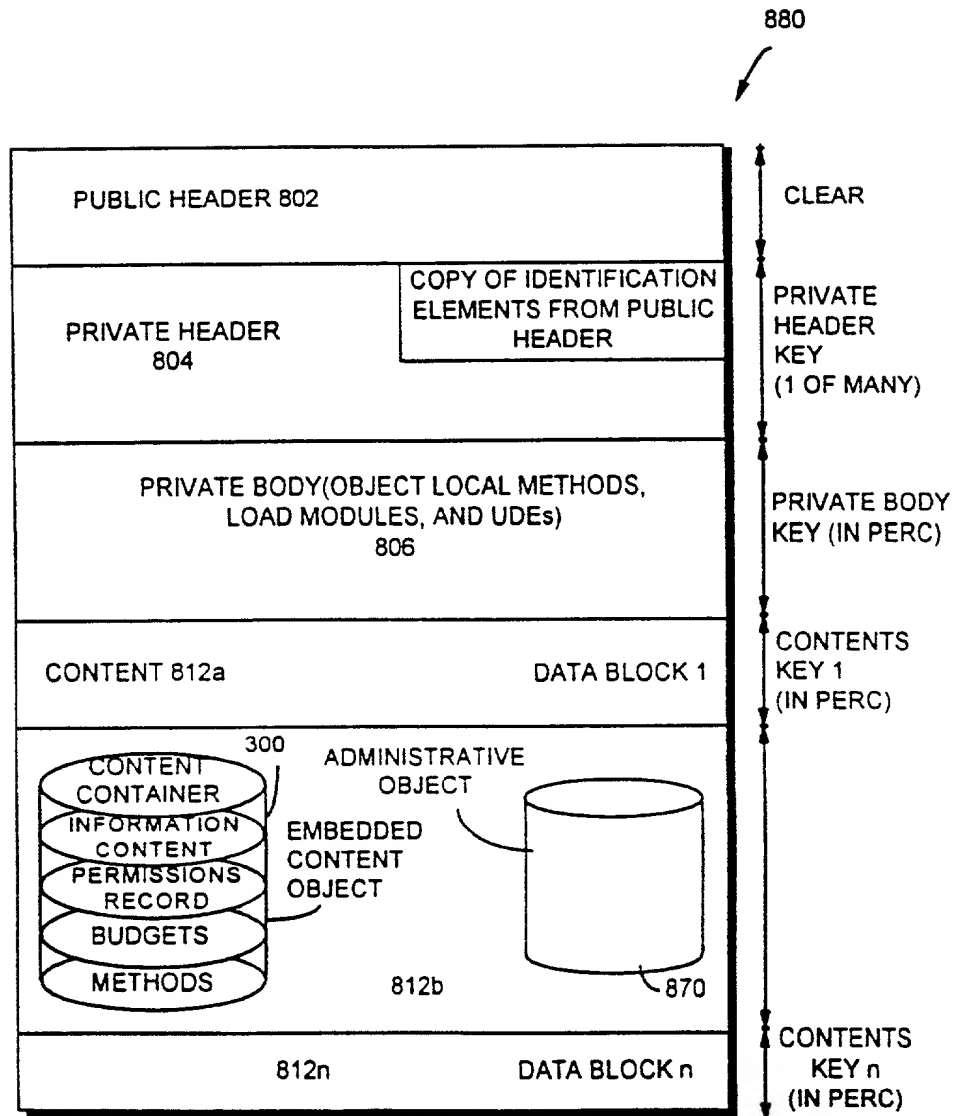 880
PUBLIC HEADER 802
CLEAR
COPY OF IDENTIFICATION
ELEMENTS FROM PUBLIC
HEADER
PRIVATE HEADER
804
PRIVATE
HEADER
KEY
(1 OF MANY)
PRIVATE BODY(OBJECT LOCAL METHODS,
LOAD MODULES, AND UDEs)
806
PRIVATE BODY
KEY (IN PERC)
CONTENT 812a
DATA BLOCK 1
CONTENTS
KEY 1
(IN PERC)
300
CONTENT
CONTAINER
INFORMATION
CONTENT
PERMISSIONS
RECORD
BUDGETS
METHODS
EMBEDDED
CONTENT
OBJECT
ADMINISTRATIVE
OBJECT
812b
870
812n
DATA BLOCK n
CONTENTS
KEY n
(IN PERC)